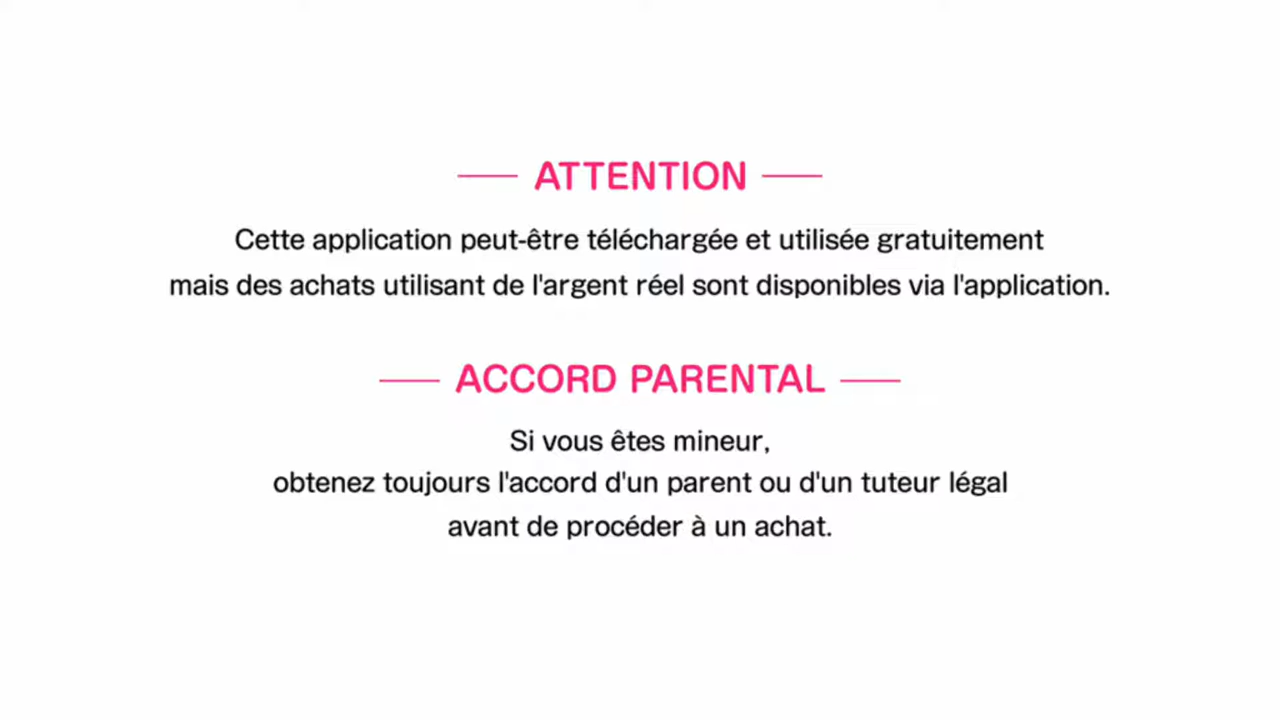 ATTENTION
Cette application peut-être téléchargée et utilisée gratuitement
mais des achats utilisant de l'argent réel sont disponibles via l'application.
ACCORD PARENTAL
Si vous êtes mineur,
obtenez toujours l'accord d'un parent ou d'un tuteur légal
avant de procéder à un achat.